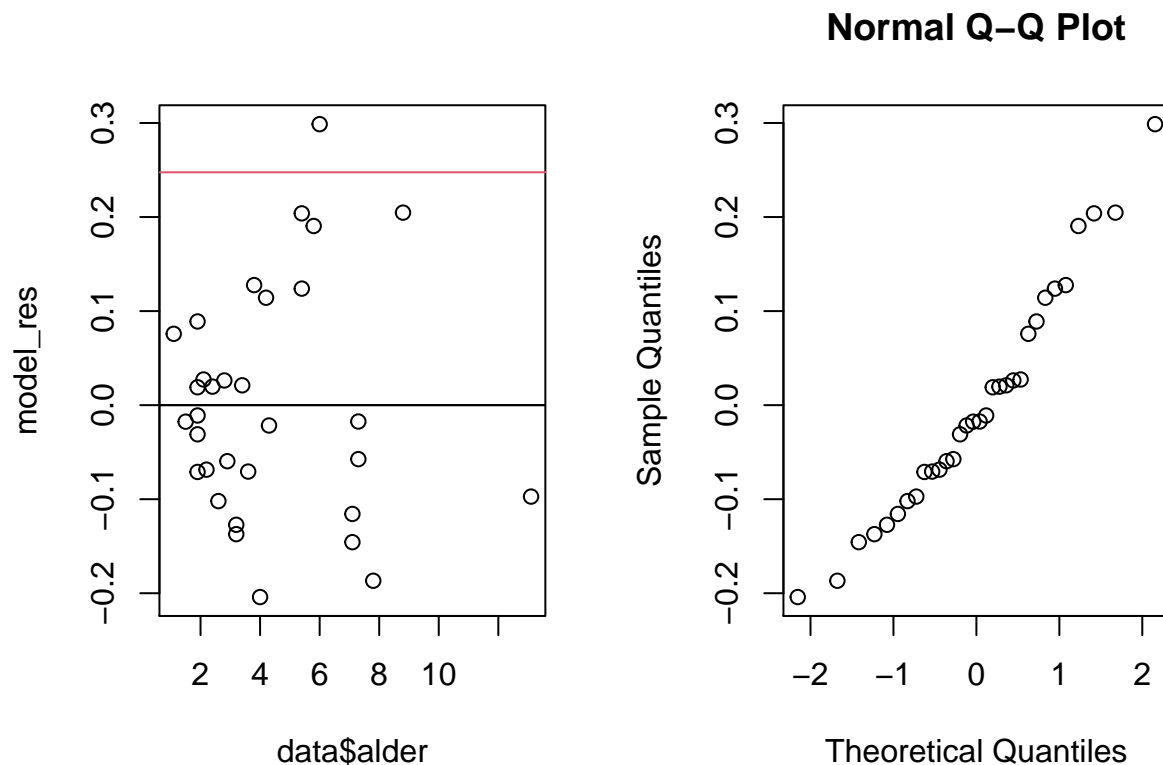 Normal Q−Q Plot
model_res
0.3
0.2
0.1
0.0
−0.1
−0.2
2 4 6 8 10
data$alder
Sample Quantiles
0.3
0.2
0.1
0.0
−0.1
−0.2
−2 −1 0 1 2
Theoretical Quantiles